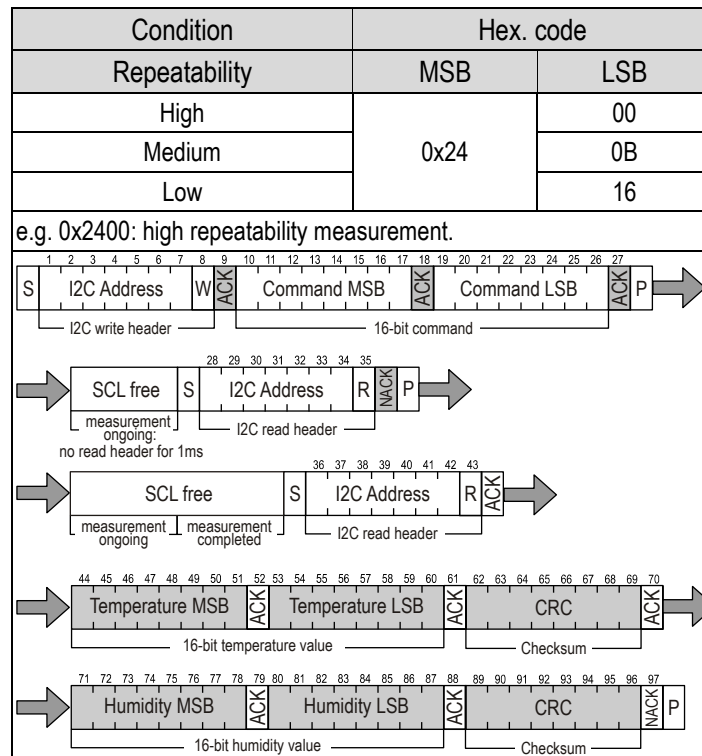 Condition Hex. code
Repeatability MSB LSB
High 00
Medium 0x24 0B
Low 16
e.g. 0x2400: high repeatability measurement.
1 2 3 4 5 6 7 8 9 10 11 12 13 14 15 16 17 18 19 20 21 22 23 24 25 26 27
S I2C Address W ACK Command MSB ACK Command LSB ACK P
I2C write header 16-bit command
28 29 30 31 32 33 34 35
SCL free S I2C Address R NACK P
measurement
ongoing:
no read header for 1ms
I2C read header
36 37 38 39 40 41 42 43
SCL free S I2C Address R ACK
measurement
ongoing
measurement
completed
I2C read header
44 45 46 47 48 49 50 51 52 53 54 55 56 57 58 59 60 61 62 63 64 65 66 67 68 69 70
Temperature MSB ACK Temperature LSB ACK CRC ACK
16-bit temperature value Checksum
71 72 73 74 75 76 77 78 79 80 81 82 83 84 85 86 87 88 89 90 91 92 93 94 95 96 97
Humidity MSB ACK Humidity LSB ACK CRC NACK P
16-bit humidity value Checksum